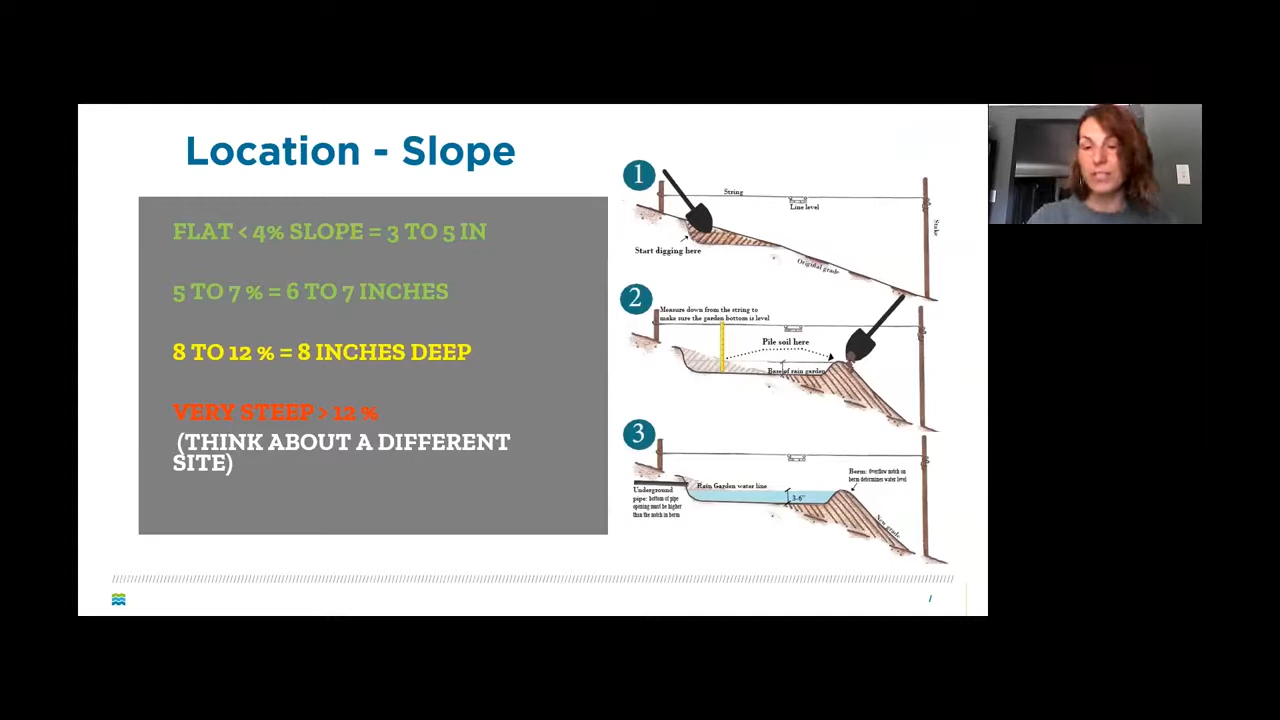 Location - Slope
FLAT < 4% SLOPE = 3 TO 5 IN
5 TO 7 % = 6 TO 7 INCHES
8 TO 12 % = 8 INCHES DEEP
VERY STEEP > 12 %
(THINK ABOUT A DIFFERENT
SITE)
1
String
Line level
Stake
Start digging here
Original grade
2
Measure down from the string to
make sure the garden bottom is level
Pile soil here
Base of rain garden
3
Berm: Overflow notch on
berm determines water level
Rain Garden water line
Underground
pipe: bottom of pipe
opening must be higher
than the notch in berm
3-6"
New grade